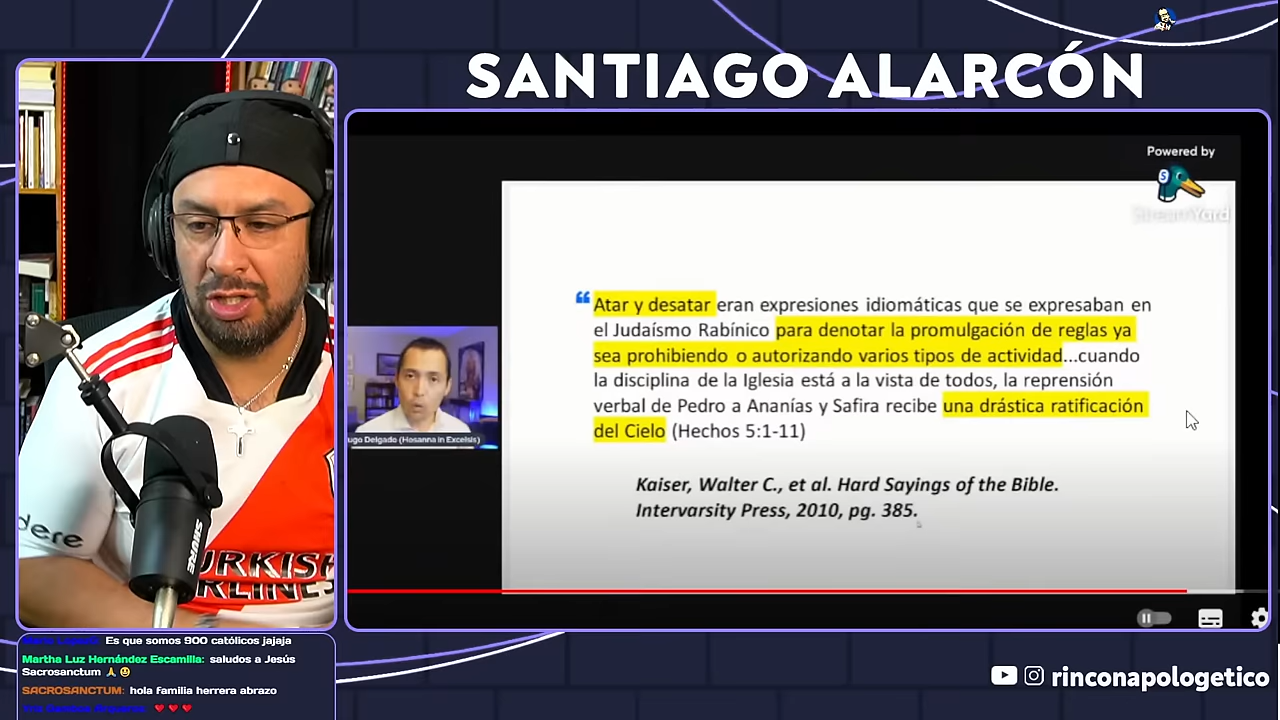 SANTIAGO ALARCÓN
Powered by
StreamYard
“ Atar y desatar eran expresiones idiomáticas que se expresaban en
el Judaísmo Rabínico para denotar la promulgación de reglas ya
sea prohibiendo o autorizando varios tipos de actividad...cuando
la disciplina de la Iglesia está a la vista de todos, la reprensión
verbal de Pedro a Ananías y Safira recibe una drástica ratificación
del Cielo (Hechos 5:1-11)
Kaiser, Walter C., et al. Hard Sayings of the Bible.
Intervarsity Press, 2010, pg. 385.
ugo Delgado (Hosanna in Excelsis)
dere
SHURE
URKISH
RLINES
Es que somos 900 católicos jajaja
Martha Luz Hernández Escamilla: saludos a Jesús
Sacrosanctum 🙏 😃
SACROSANCTUM: hola familia herrera abrazo
rinconapologetico